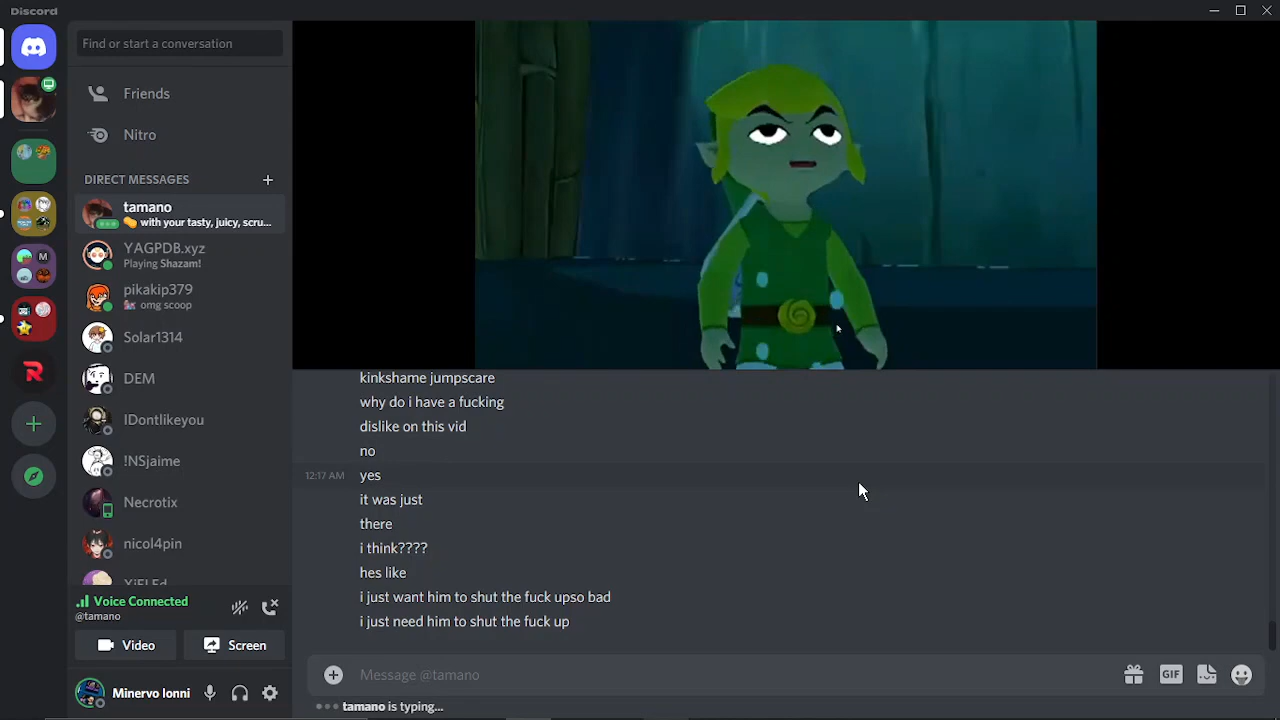 Discord
Find or start a conversation
Friends
Nitro
DIRECT MESSAGES
tamano
with your tasty, juicy, scru...
YAGPDB.xyz
Playing Shazam!
pikakip379
omg scoop
Solar1314
DEM
IDontlikeyou
!NSjaime
Necrotix
nicol4pin
Voice Connected
@tamano
Video
Screen
Minervo Ionni
kinkshame jumpscare
why do i have a fucking
dislike on this vid
no
12:17 AM yes
it was just
there
i think????
hes like
i just want him to shut the fuck upso bad
i just need him to shut the fuck up
Message @tamano
GIF
tamano is typing...
M